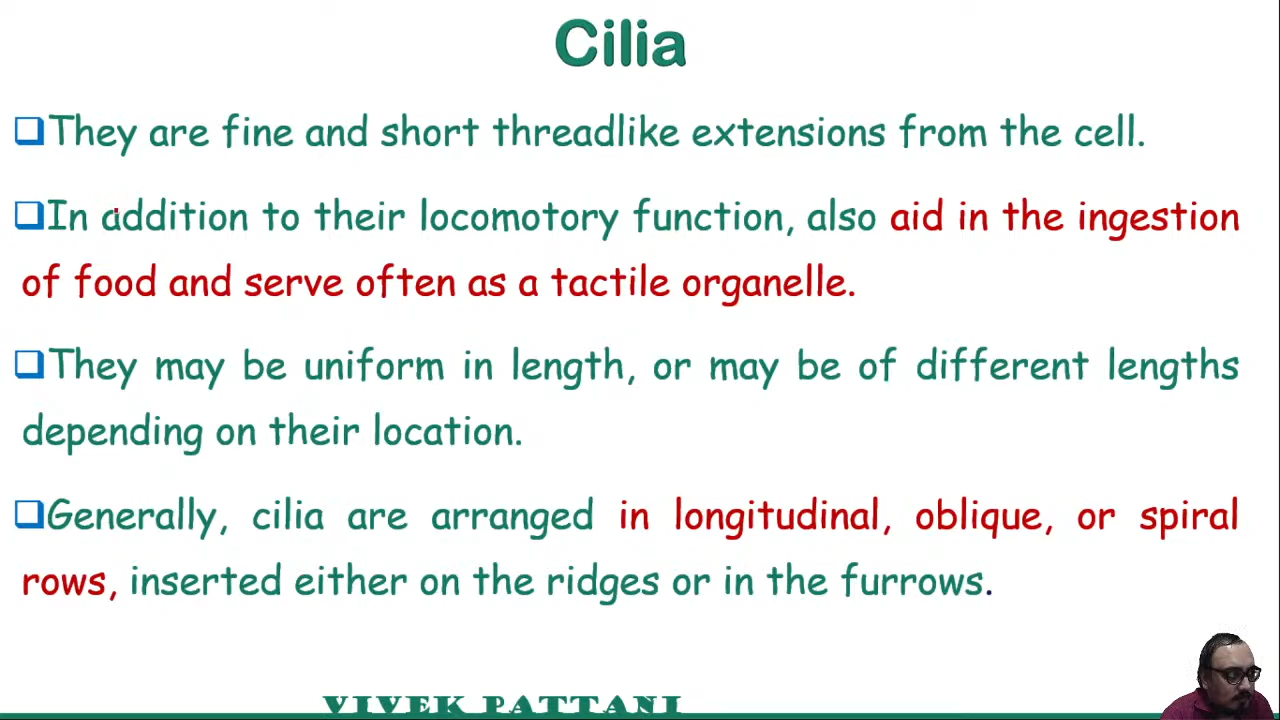 Cilia
They are fine and short threadlike extensions from the cell.
In addition to their locomotory function, also aid in the ingestion
of food and serve often as a tactile organelle.
They may be uniform in length, or may be of different lengths
depending on their location.
Generally, cilia are arranged in longitudinal, oblique, or spiral
rows, inserted either on the ridges or in the furrows.
VIVEK PATTANI